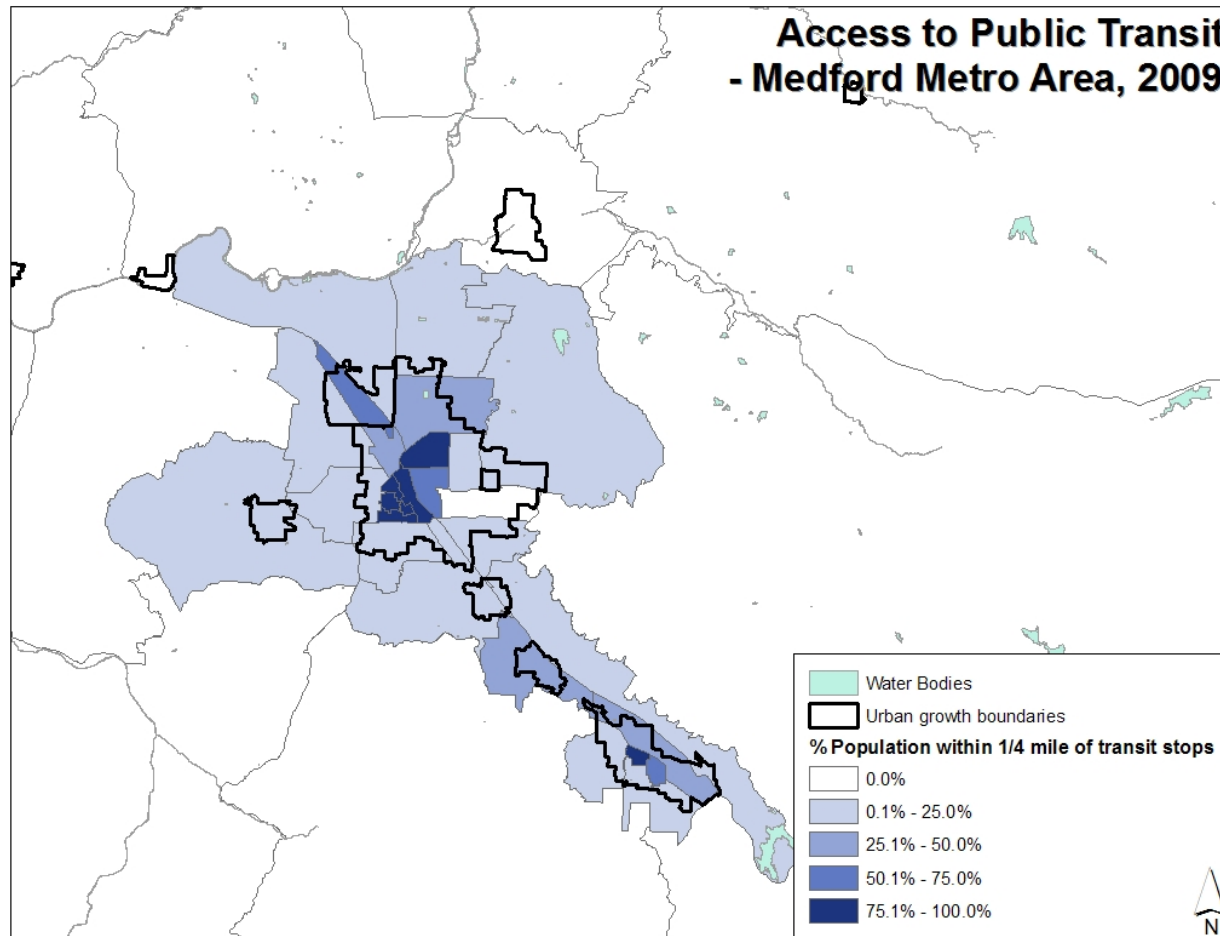 Access to Public Transit
- Medford Metro Area, 2009
Water Bodies
Urban growth boundaries
% Population within 1/4 mile of transit stops
0.0%
0.1% - 25.0%
25.1% - 50.0%
50.1% - 75.0%
75.1% - 100.0%
N